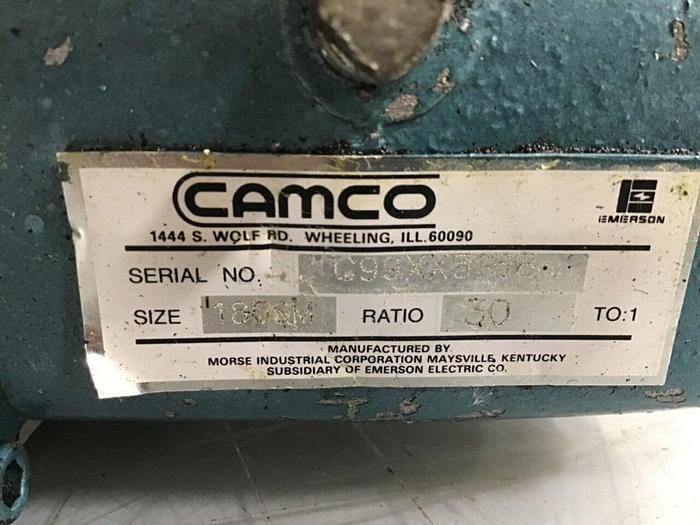 CAMCO
EMERSON
1444 S. WOLF RD. WHEELING, ILL.60090
SERIAL NO.
SIZE RATIO 30 TO:1
MANUFACTURED BY
MORSE INDUSTRIAL CORPORATION MAYSVILLE, KENTUCKY
SUBSIDIARY OF EMERSON ELECTRIC CO.